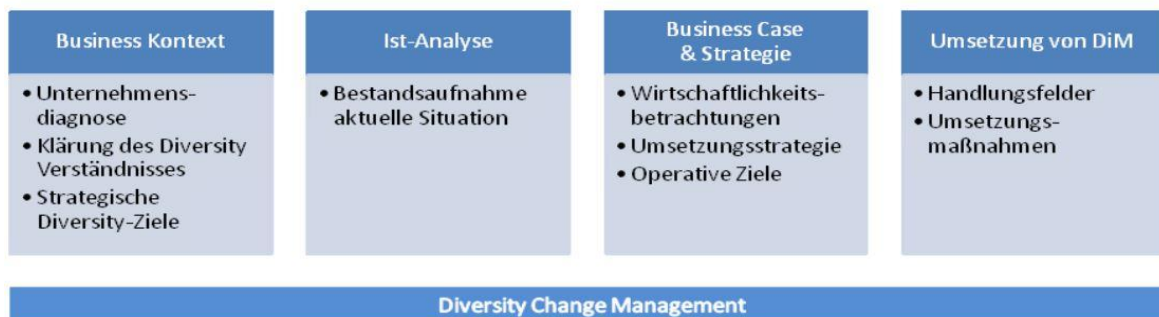 Business Kontext
• Unternehmens-
diagnose
• Klärung des Diversity
Verständnisses
• Strategische
Diversity-Ziele
Ist-Analyse
• Bestandsaufnahme
aktuelle Situation
Business Case
& Strategie
• Wirtschaftlichkeits-
betrachtungen
• Umsetzungsstrategie
• Operative Ziele
Umsetzung von DiM
• Handlungsfelder
• Umsetzungs-
maßnahmen
Diversity Change Management